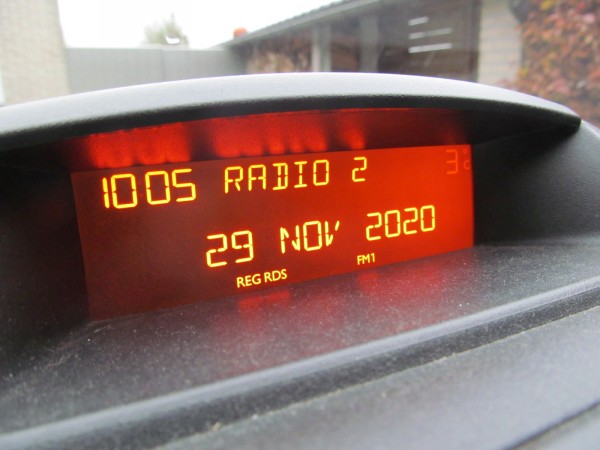 1005 RADIO 2
29 NOV 2020
REG RDS FM1